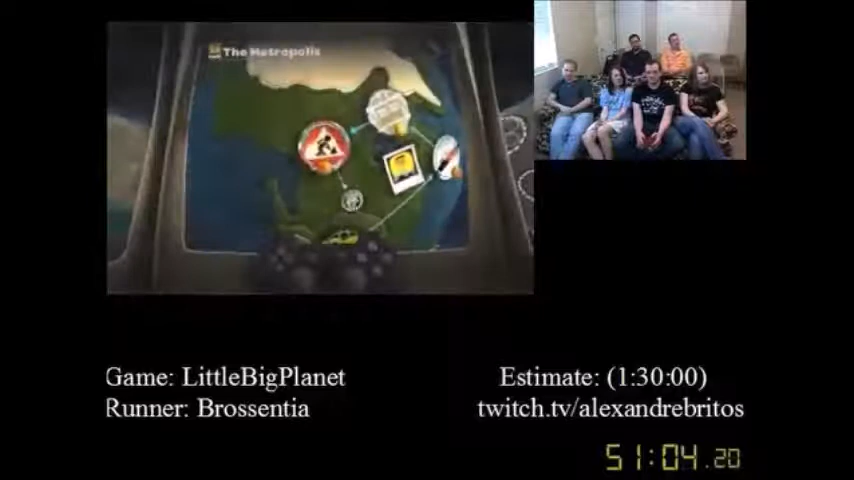 The Metropolis
Game: LittleBigPlanet
Runner: Brossentia
Estimate: (1:30:00)
twitch.tv/alexandrebritos
51:04.20